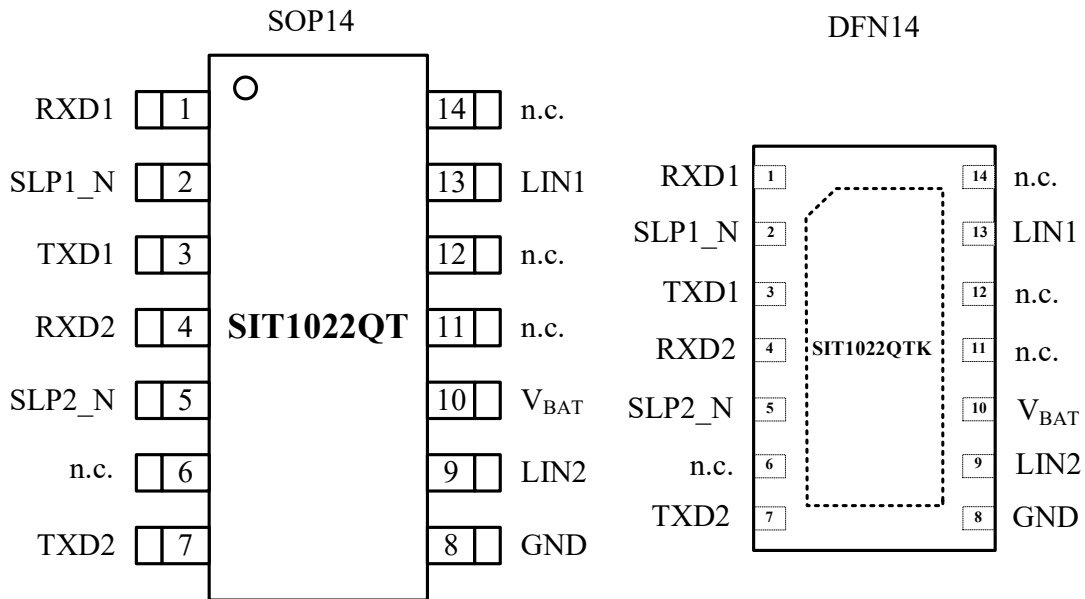 SOP14
RXD1 1 14 n.c.
SLP1_N 2 13 LIN1
TXD1 3 12 n.c.
RXD2 4 SIT1022QT 11 n.c.
SLP2_N 5 10 VBAT
n.c. 6 9 LIN2
TXD2 7 8 GND
DFN14
RXD1 1 14 n.c.
SLP1_N 2 13 LIN1
TXD1 3 12 n.c.
RXD2 4 SIT1022QTK 11 n.c.
SLP2_N 5 10 VBAT
n.c. 6 9 LIN2
TXD2 7 8 GND